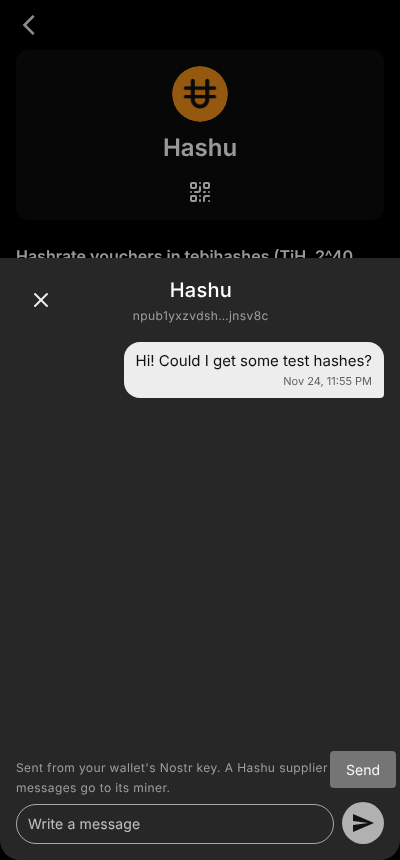 Hashu
Hashrate vouchers in tebihashes (TiH, 2^40
Hashu
npub1yxzvdsh...jnsv8c
Hi! Could I get some test hashes?
Nov 24, 11:55 PM
Sent from your wallet's Nostr key. A Hashu supplier
messages go to its miner.
Send
Write a message